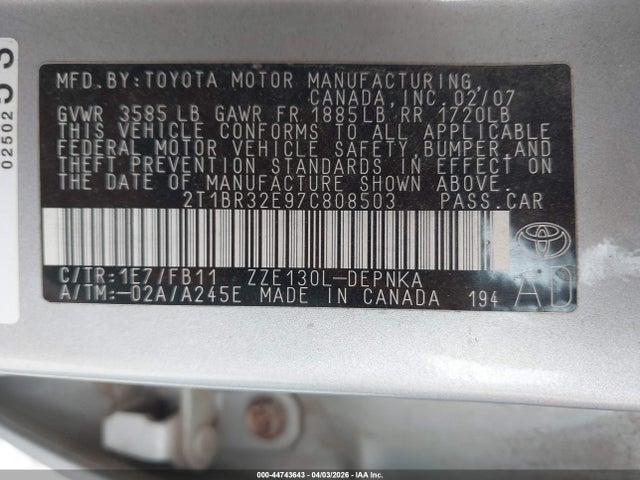 MFD.BY:TOYOTA MOTOR MANUFACTURING,
CANADA,INC.02/07
GVWR 3585LB GAWR FR 1885LB RR 1720LB
THIS VEHICLE CONFORMS TO ALL APPLICABLE
FEDERAL MOTOR VEHICLE SAFETY, BUMPER, AND
THEFT PREVENTION STANDARDS IN EFFECT ON
THE DATE OF MANUFACTURE SHOWN ABOVE.
2T1BR32E97C808503 PASS.CAR
C/TR:1E7/FB11 ZZE130L-DEPNKA
A/TM:-02A/A245E MADE IN CANADA 194
AD
000-44743643 04/03/2026 IAA Inc.